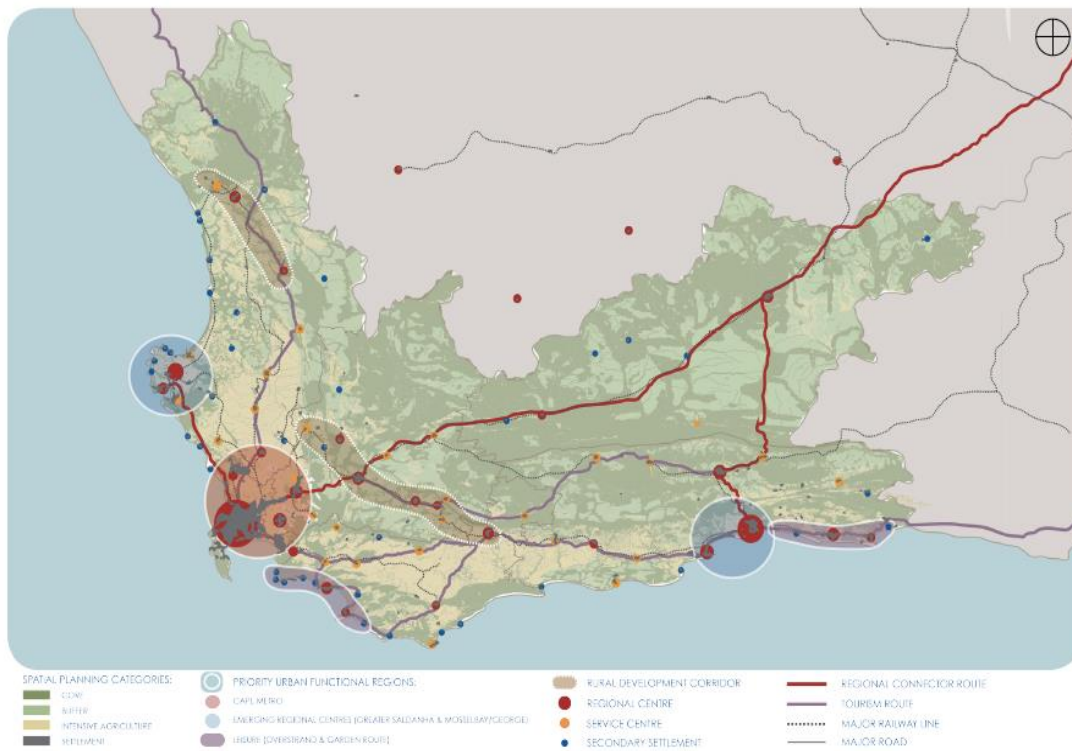 SPATIAL PLANNING CATEGORIES:
CORE
BUFFER
INTENSIVE AGRICULTURE
SETTLEMENT
PRIORITY URBAN FUNCTIONAL REGIONS:
CAPE METRO
EMERGING REGIONAL CENTRES (GREATER SALDANHA & MOSSELBAY/GEORGE)
LEISURE (OVERSTRAND & GARDEN ROUTE)
RURAL DEVELOPMENT CORRIDOR
REGIONAL CENTRE
SERVICE CENTRE
SECONDARY SETTLEMENT
REGIONAL CONNECTOR ROUTE
TOURISM ROUTE
MAJOR RAILWAY LINE
MAJOR ROAD